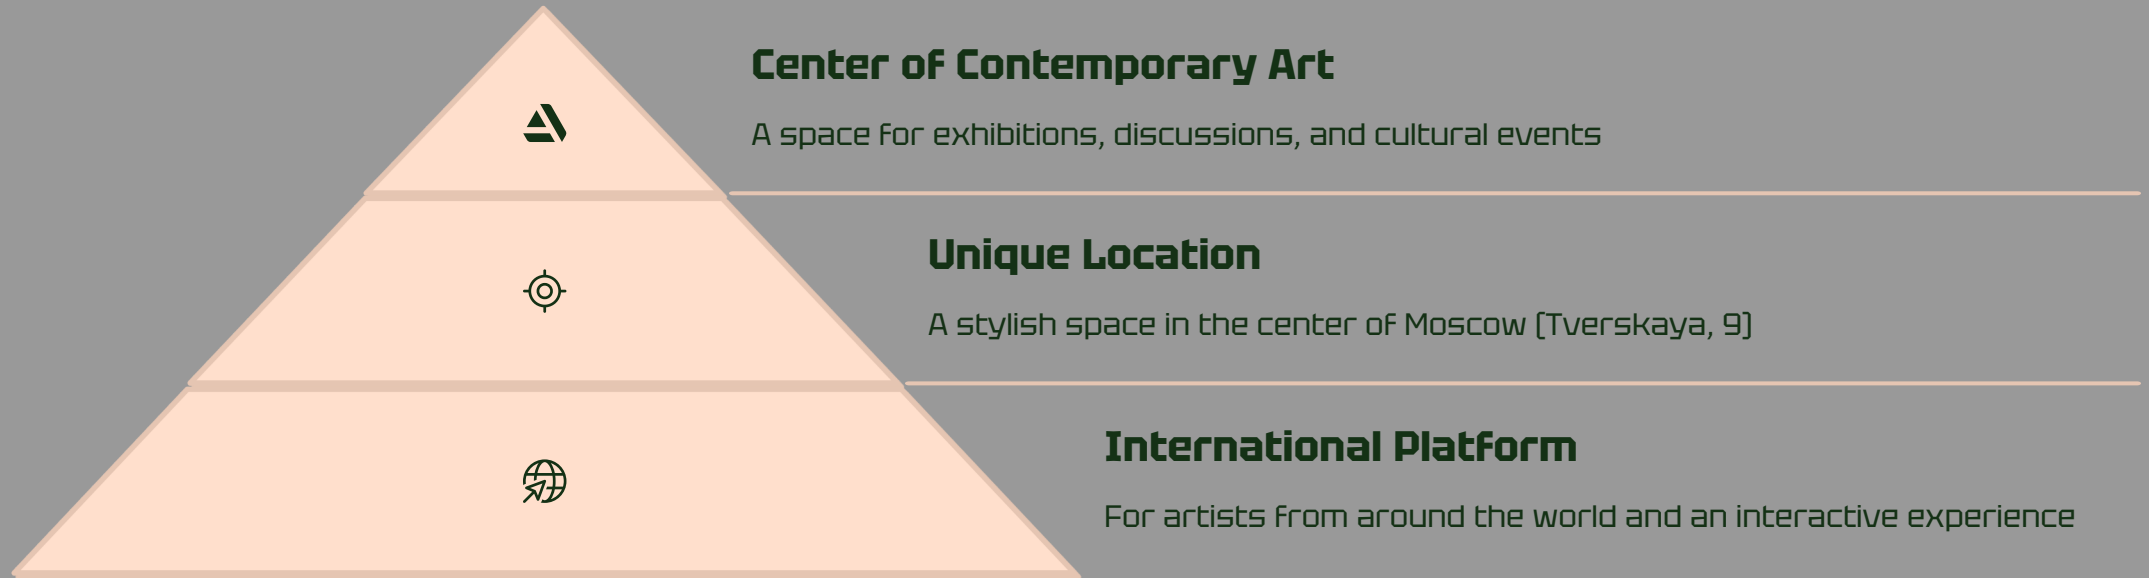 Center of Contemporary Art
A space for exhibitions, discussions, and cultural events
Unique Location
A stylish space in the center of Moscow (Tverskaya, 9)
International Platform
For artists from around the world and an interactive experience